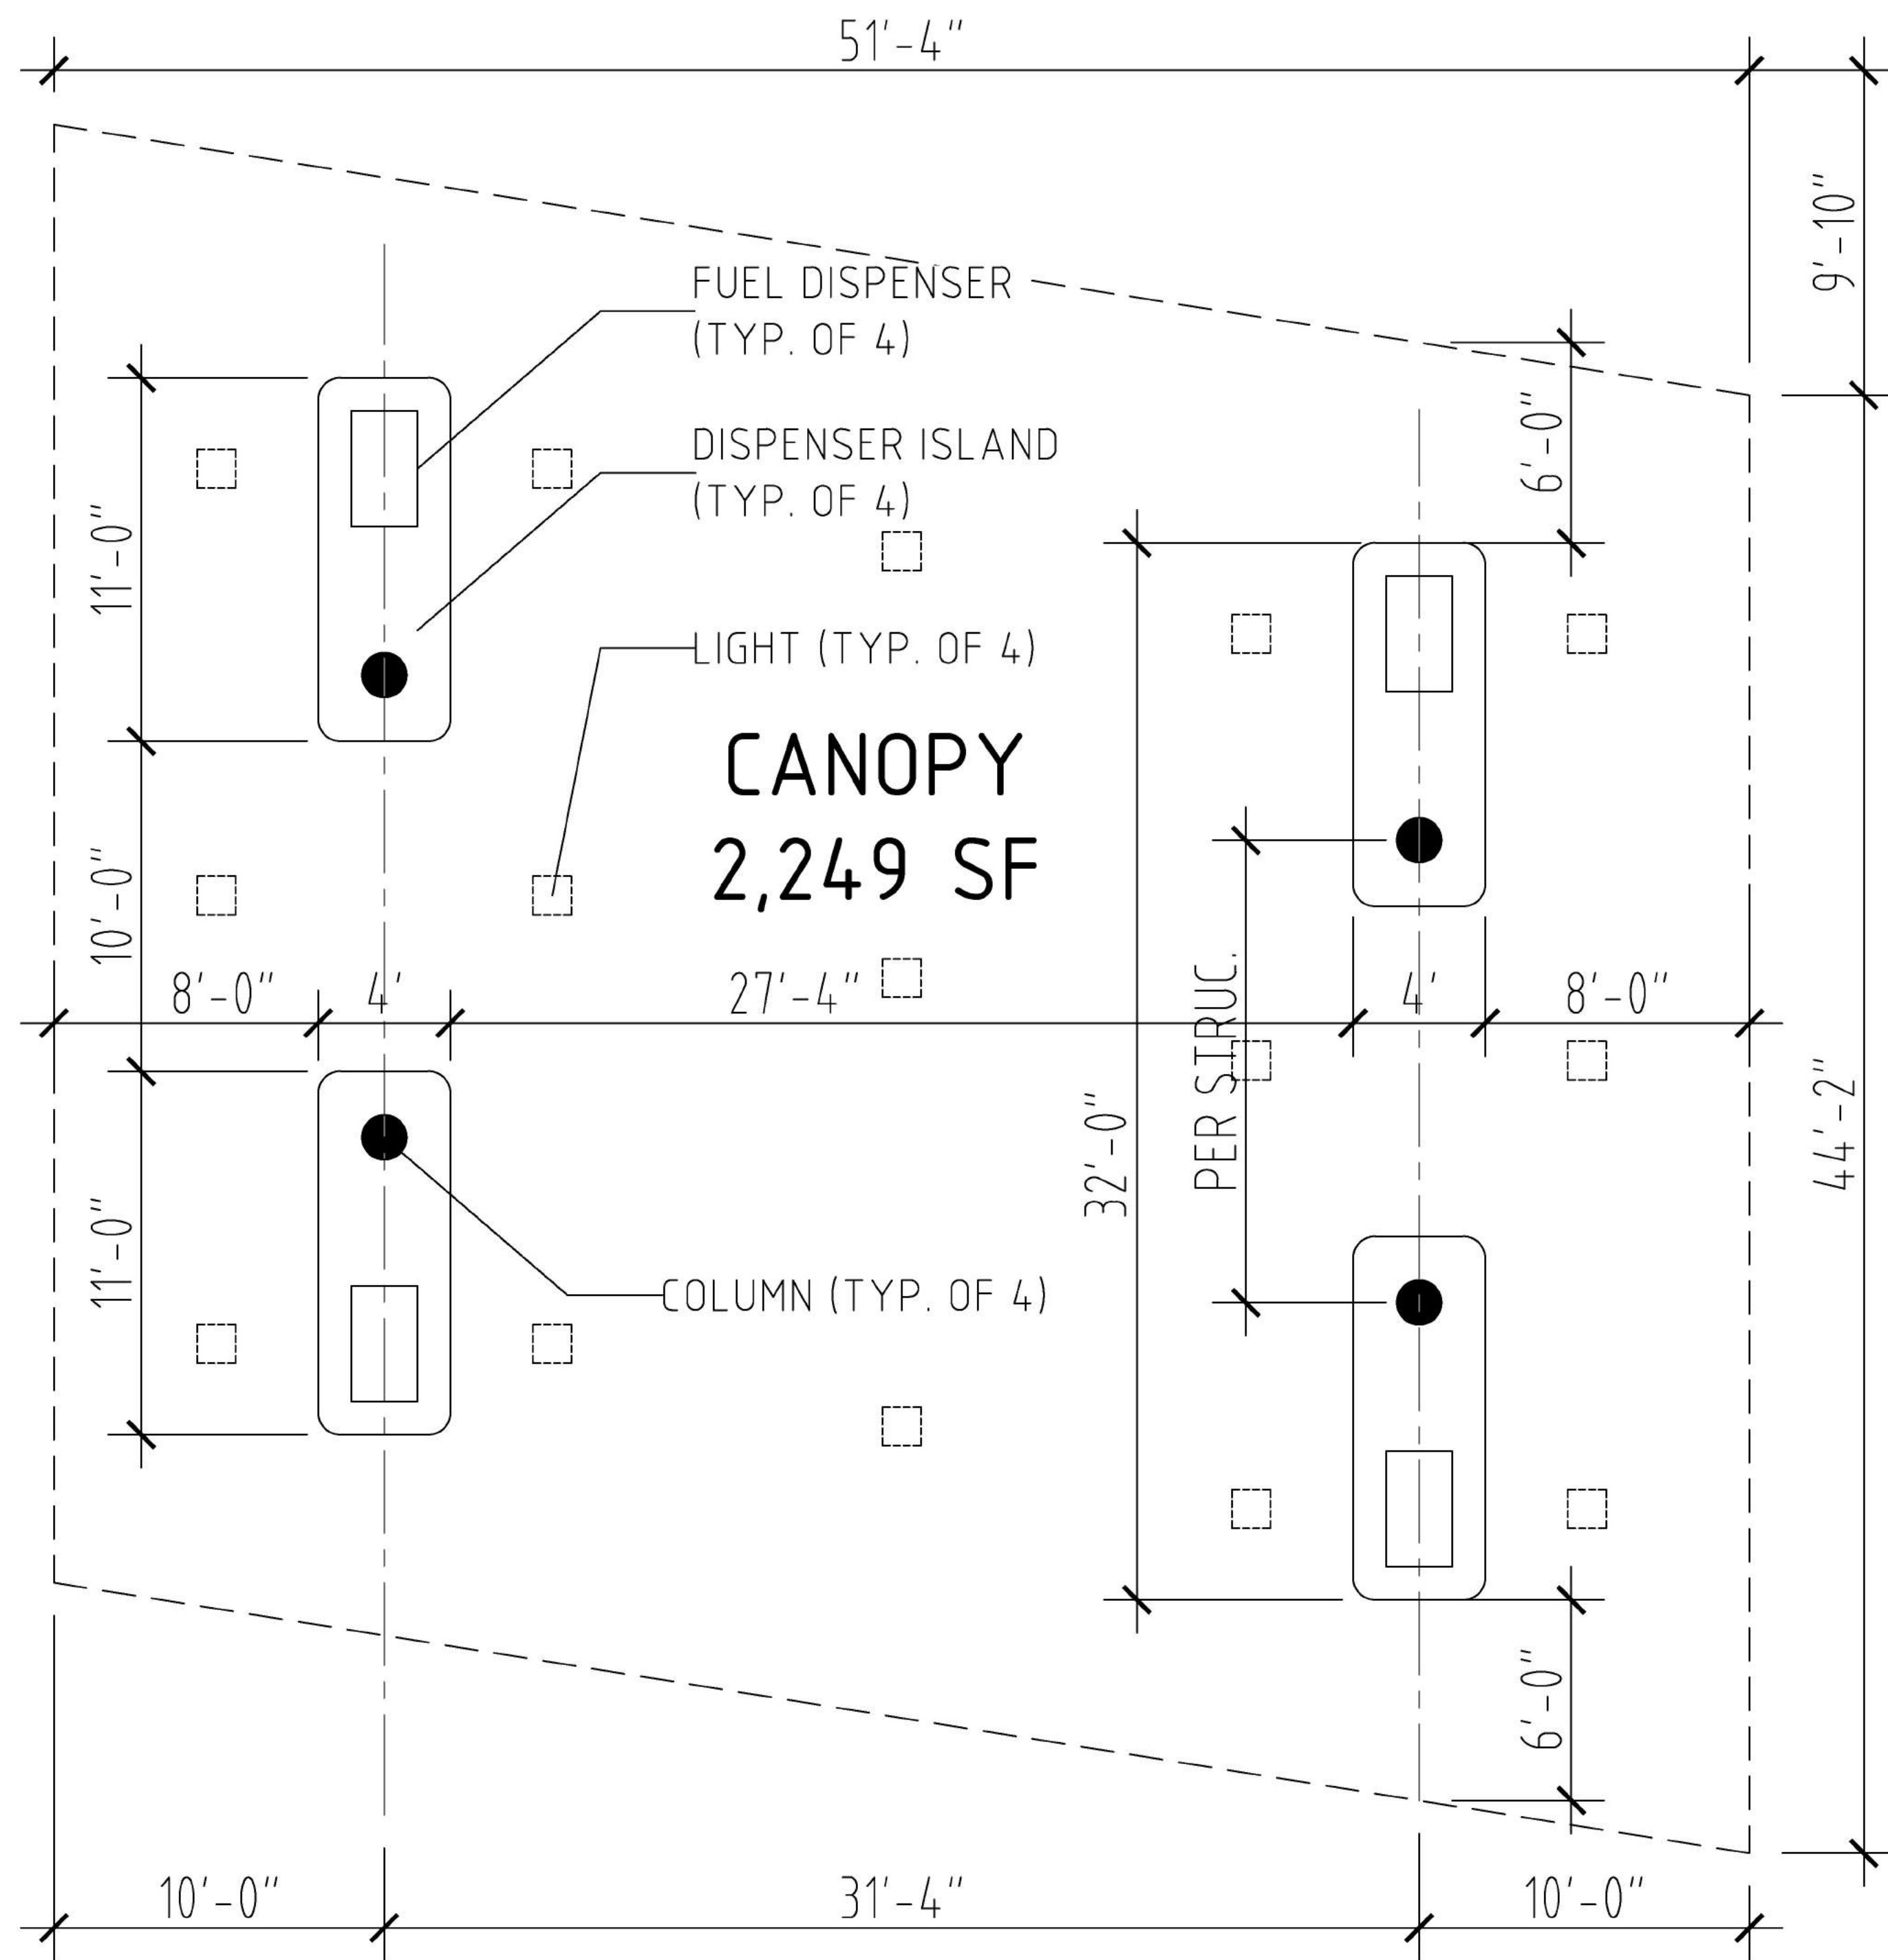 51'-4"
9'-10"
FUEL DISPENSER
(TYP. OF 4)
6'-0"
DISPENSER ISLAND
(TYP. OF 4)
11'-0"
LIGHT (TYP. OF 4)
CANOPY
2,249 SF
10'-0"
8'-0"
4'
27'-4"
PER STRUC.
4'
8'-0"
32'-0"
44'-2"
11'-0"
COLUMN (TYP. OF 4)
6'-0"
10'-0"
31'-4"
10'-0"